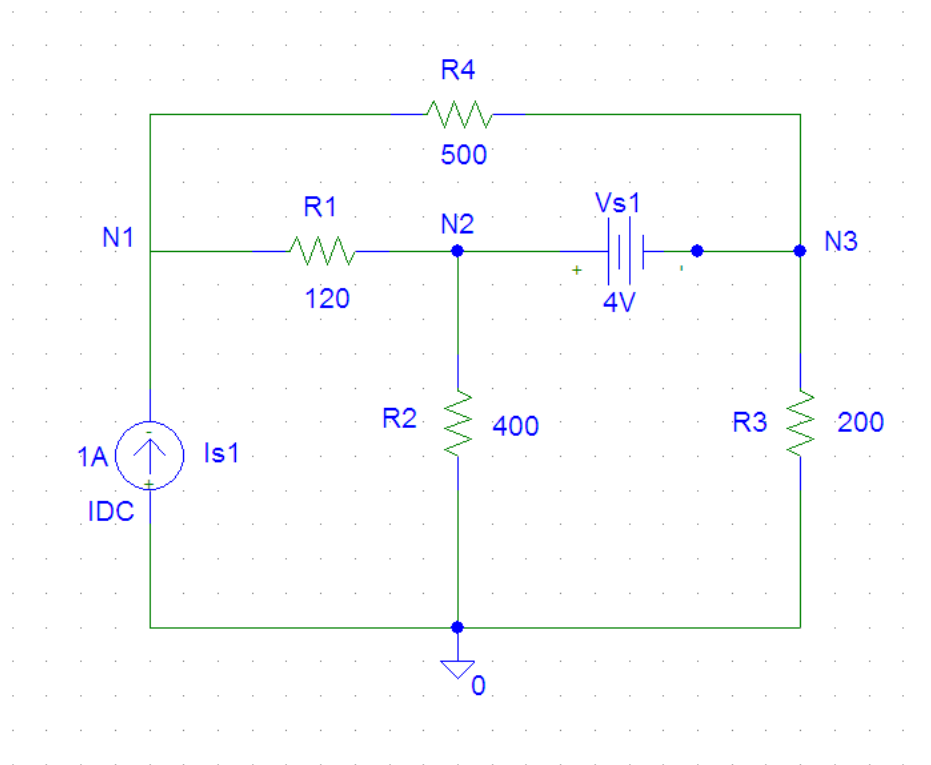 R4
500
R1
N1
120
N2
Vs1
+ -
4V
N3
R2
400
R3
200
1A
-
+
Is1
IDC
0